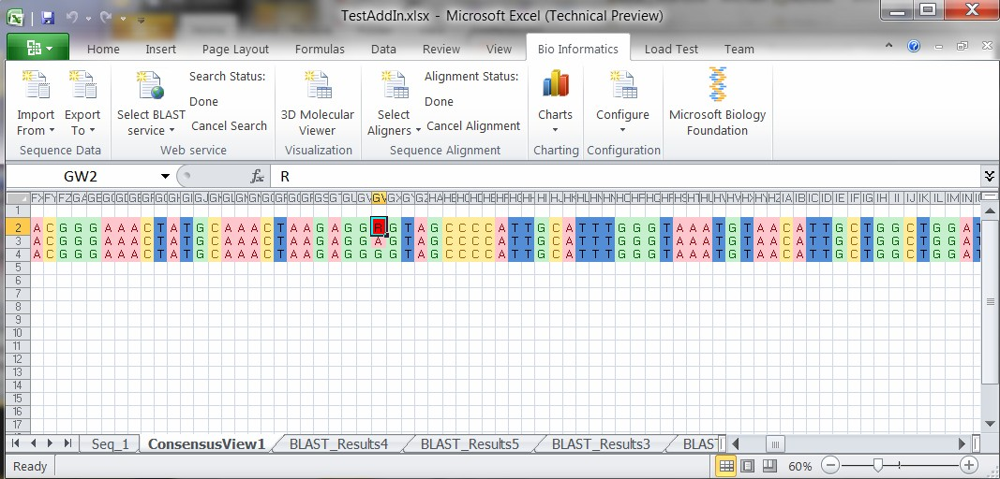 TestAddIn.xlsx - Microsoft Excel (Technical Preview)
Home Insert Page Layout Formulas Data Review View Bio Informatics Load Test Team
Import From Export To
Sequence Data
Select BLAST service
Search Status:
Done
Cancel Search
Web service
3D Molecular Viewer
Visualization
Select Aligners
Alignment Status:
Done
Cancel Alignment
Sequence Alignment
Charts
Charting
Configure
Configuration
Microsoft Biology Foundation
GW2 fx R
1
2 A C G G G A A A C T A T G C A A A C T A A G A G G R G T A G C C C C A T T G C A T T T G G G T A A A T G T A A C A T T G C T G G C T G G A T
3 A C G G G A A A C T A T G C A A A C T A A G A G G A G T A G C C C C A T T G C A T T T G G G T A A A T G T A A C A T T G C T G G C T G G A T
4 A C G G G A A A C T A T G C A A A C T A A G A G G G G T A G C C C C A T T G C A T T T G G G T A A A T G T A A C A T T G C T G G C T G G A T
5
6
7
8
9
10
11
12
13
14
15
16
17
Seq_1 ConsensusView1 BLAST_Results4 BLAST_Results5 BLAST_Results3 BLAST
Ready 60%